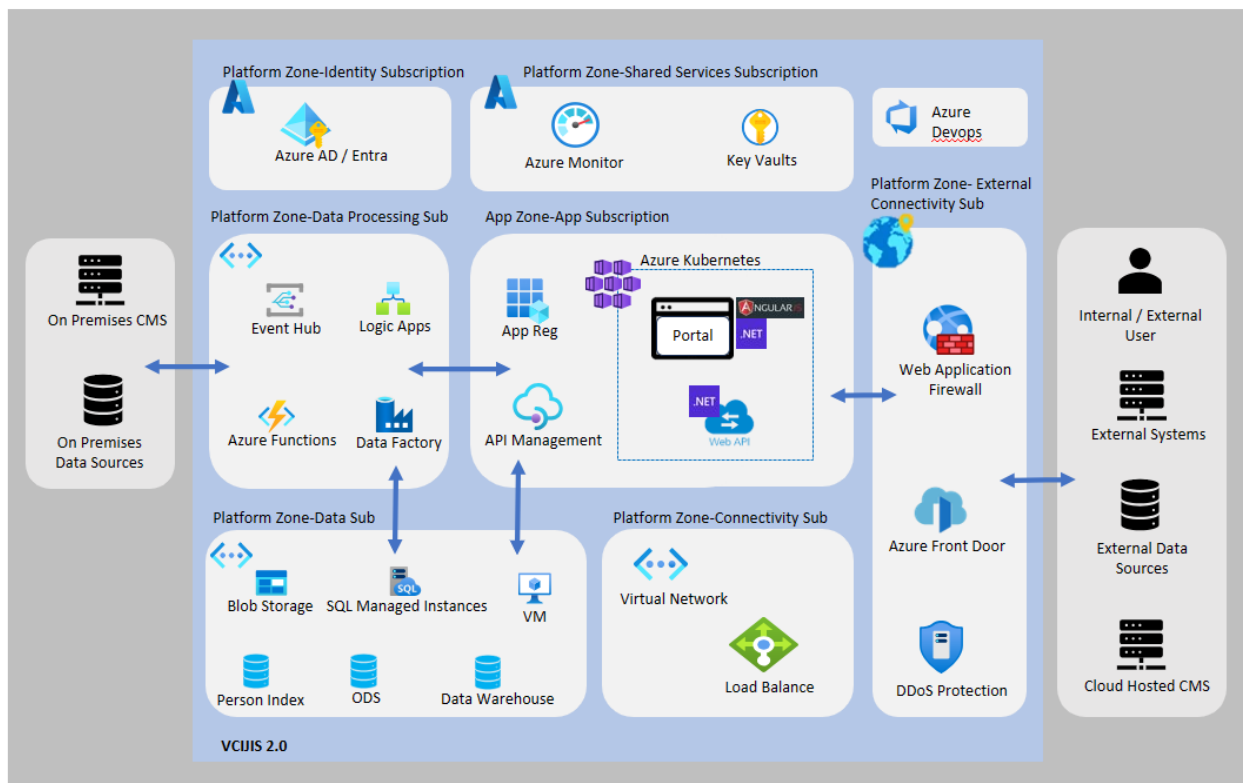 Platform Zone-Identity Subscription
Azure AD / Entra
Platform Zone-Shared Services Subscription
Azure Monitor
Key Vaults
Azure
Devops
On Premises CMS
On Premises
Data Sources
Platform Zone-Data Processing Sub
Event Hub
Logic Apps
Azure Functions
Data Factory
App Zone-App Subscription
App Reg
API Management
Azure Kubernetes
ANGULARJS
Portal
.NET
.NET
Web API
Platform Zone- External
Connectivity Sub
Web Application
Firewall
Azure Front Door
DDoS Protection
Internal / External
User
External Systems
External Data
Sources
Cloud Hosted CMS
Platform Zone-Data Sub
Blob Storage
SQL
SQL Managed Instances
VM
Person Index
ODS
Data Warehouse
Platform Zone-Connectivity Sub
Virtual Network
Load Balance
VCIJIS 2.0